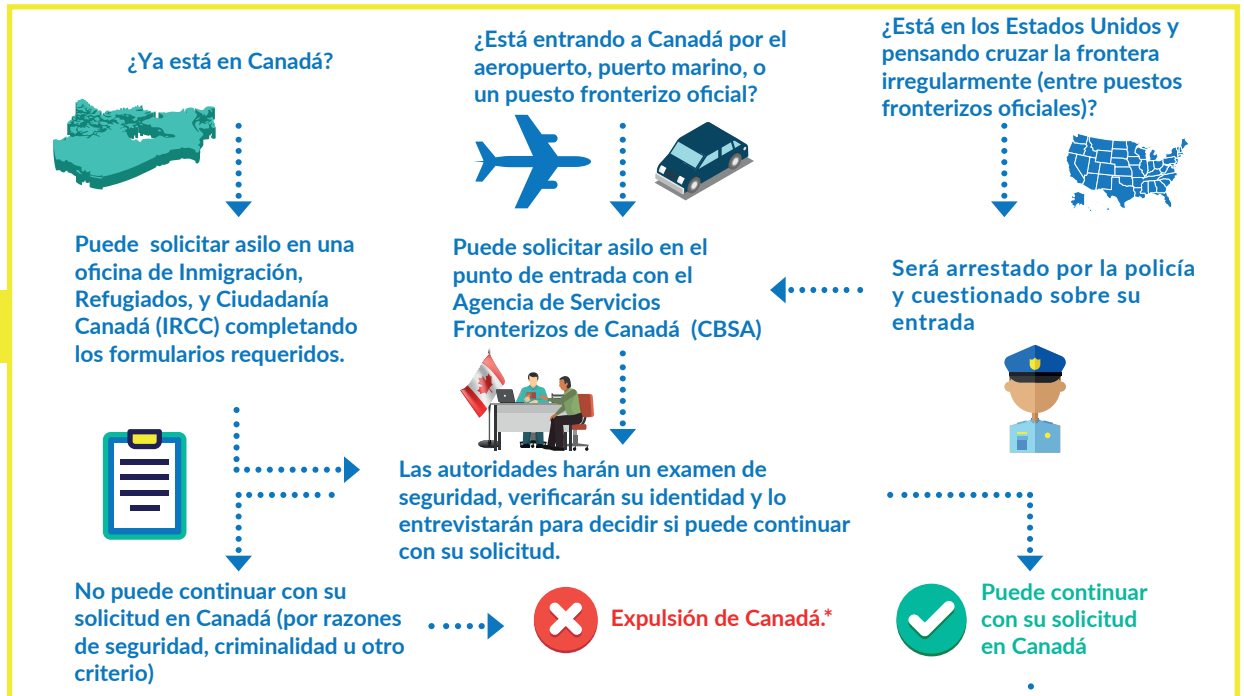 ¿Ya está en Canadá?
¿Está entrando a Canadá por el
aeropuerto, puerto marino, o
un puesto fronterizo oficial?
¿Está en los Estados Unidos y
pensando cruzar la frontera
irregularmente (entre puestos
fronterizos oficiales)?
Puede solicitar asilo en una
oficina de Inmigración,
Refugiados, y Ciudadanía
Canadá (IRCC) completando
los formularios requeridos.
Puede solicitar asilo en el
punto de entrada con el
Agencia de Servicios
Fronterizos de Canadá (CBSA)
Será arrestado por la policía
y cuestionado sobre su
entrada
Las autoridades harán un examen de
seguridad, verificarán su identidad y lo
entrevistarán para decidir si puede continuar
con su solicitud.
No puede continuar con su
solicitud en Canadá (por razones
de seguridad, criminalidad u otro
criterio)
Expulsión de Canadá.*
Puede continuar
con su solicitud
en Canadá